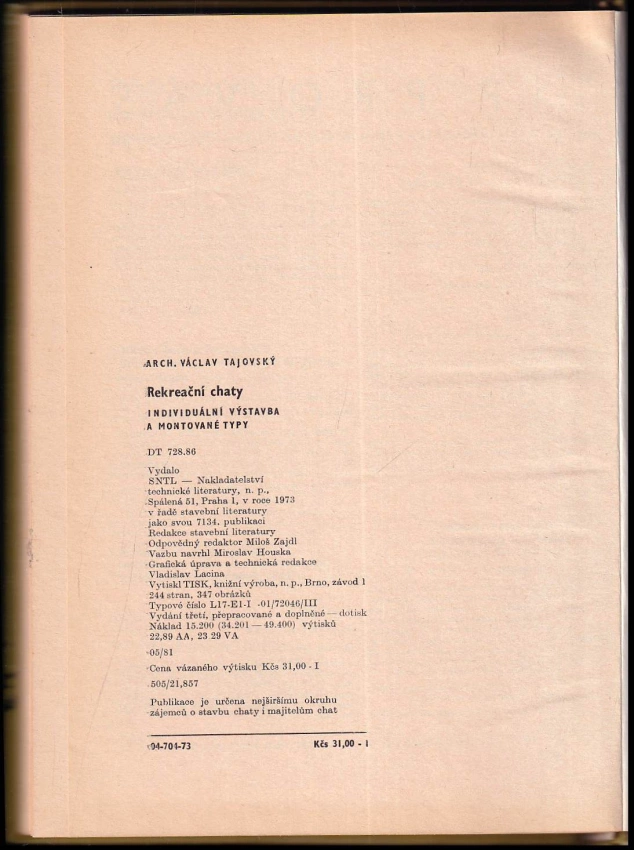 ARCH. VÁCLAV TAJOVSKÝ
Rekreační chaty
INDIVIDUÁLNÍ VÝSTAVBA
A MONTOVANÉ TYPY
DT 728.86
Vydalo
SNTL — Nakladatelství
technické literatury, n. p.,
Spálená 51, Praha 1, v roce 1973
v řadě stavební literatury
jako svou 7134. publikaci
Redakce stavební literatury
Odpovědný redaktor Miloš Zajdl
Vazbu navrhl Miroslav Houska
Grafická úprava a technická redakce
Vladislav Lacina
Vytiskl TISK, knižní výroba, n. p., Brno, závod 1
244 stran, 347 obrázků
Typové číslo L17-E1-I -01/72046/III
Vydání třetí, přepracované a doplněné — dotisk
Náklad 15.200 (34.201 — 49.400) výtisků
22,89 AA, 23 29 VA
05/81
Cena vázaného výtisku Kčs 31,00 - I
505/21,857
Publikace je určena nejširšímu okruhu
zájemců o stavbu chaty i majitelům chat
04-701-73 Kčs 31,00 - I